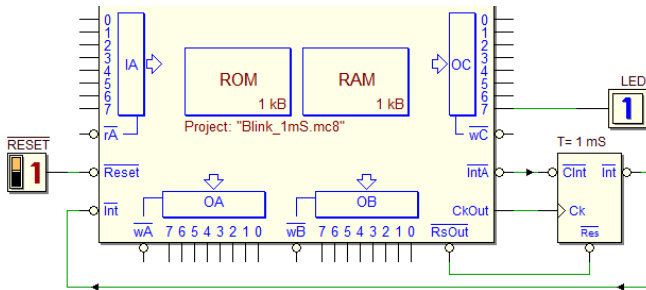 0
1
2
3
4
5
6
7
IA
ROM
1 kB
RAM
1 kB
OC
0
1
2
3
4
5
6
7
LED
1
Project: "Blink_1mS.mc8"
rA
wC
RESET
1
Reset
Int
IntA
CkOut
T= 1 mS
CInt
Int
Ck
Res
OA
OB
wA
7 6 5 4 3 2 1 0
wB
7 6 5 4 3 2 1 0
RsOut